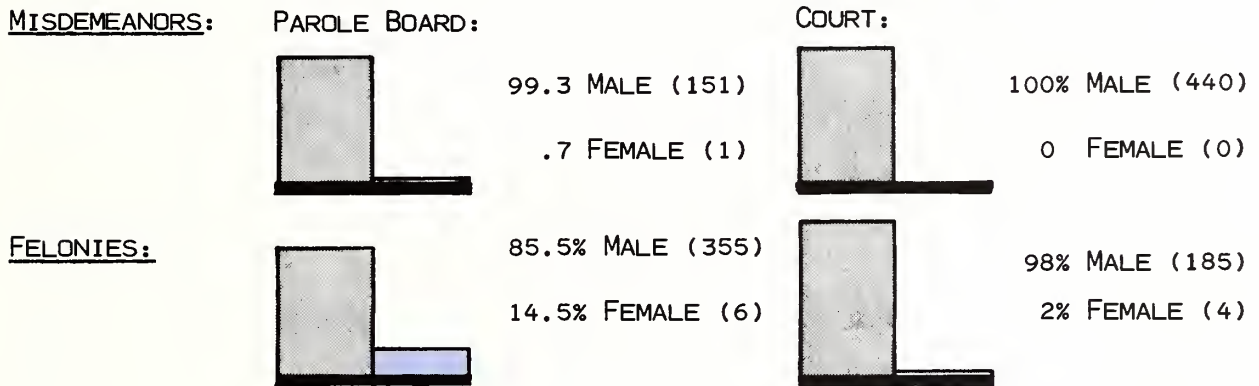 MISDEMEANORS: PAROLE BOARD: COURT:
99.3 MALE (151) 100% MALE (440)
.7 FEMALE (1) 0 FEMALE (0)
FELONIES: 85.5% MALE (355) 98% MALE (185)
14.5% FEMALE (6) 2% FEMALE (4)